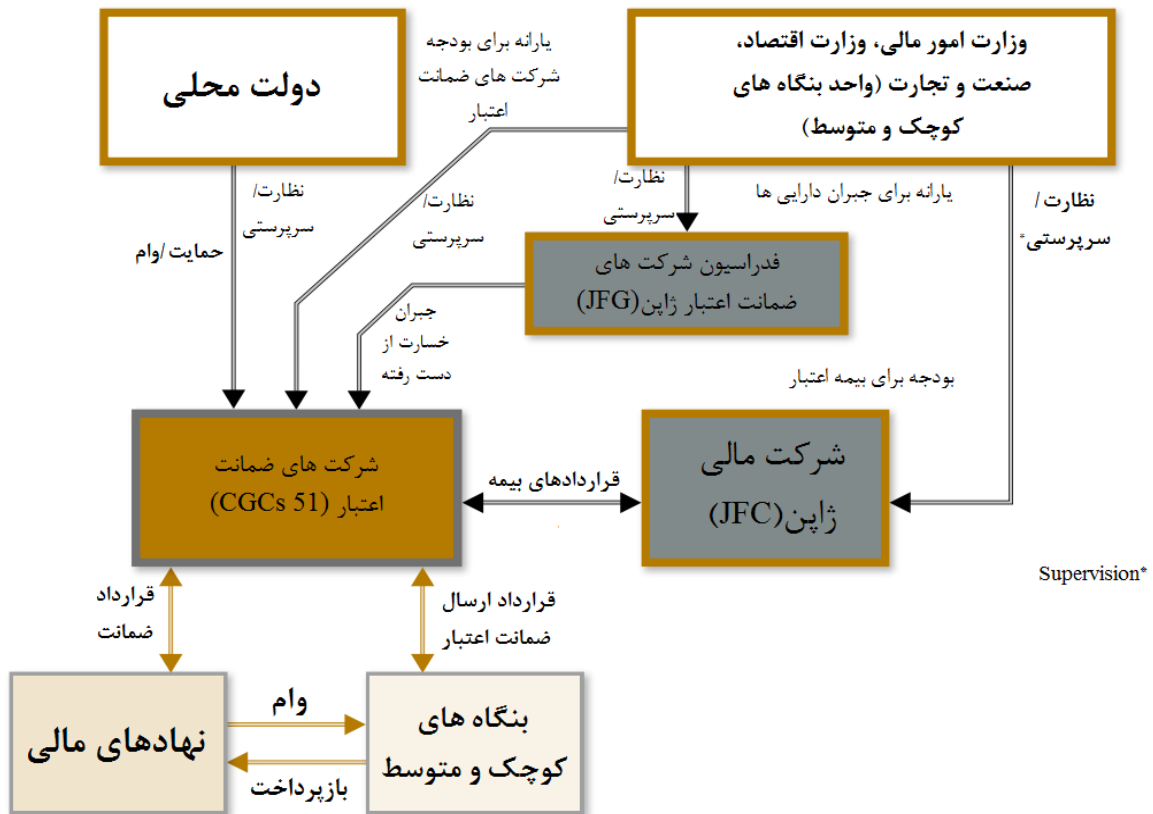 وزارت امور مالی، وزارت اقتصاد،
صنعت و تجارت (واحد بنگاه های
کوچک و متوسط)
یارانه برای بودجه
شرکت های ضمانت
اعتبار
دولت محلی
نظارت /
سرپرستی*
یارانه برای جبران دارایی ها
نظارت/
سرپرستی
نظارت/
سرپرستی
نظارت/
سرپرستی
حمایت /وام
فدراسیون شرکت های
ضمانت اعتبار ژاپن(JFG)
جبران
خسارت از
دست رفته
بودجه برای بیمه اعتبار
شرکت مالی
ژاپن(JFC)
قراردادهای بیمه
شرکت های ضمانت
اعتبار (CGCs 51)
Supervision*
قرارداد ارسال
ضمانت اعتبار
قرارداد
ضمانت
بنگاه های
کوچک و متوسط
وام
بازپرداخت
نهادهای مالی